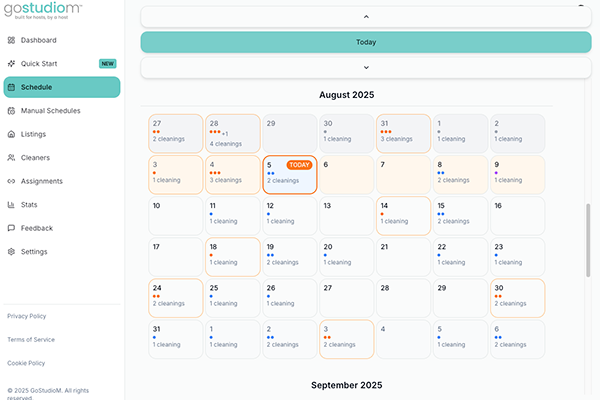 gostudiom™
built for hosts, by a host
Dashboard
Quick Start NEW
Schedule
Manual Schedules
Listings
Cleaners
Assignments
Stats
Feedback
Settings
Privacy Policy
Terms of Service
Cookie Policy
© 2025 GoStudioM. All rights
reserved.
Today
August 2025
27 28 29 30 31 1 2
+1
2 cleanings 4 cleanings 1 cleaning 3 cleanings 1 cleaning 1 cleaning
3 4 5 TODAY 6 7 8 9
1 cleaning 3 cleanings 2 cleanings 2 cleanings 1 cleaning
10 11 12 13 14 15 16
1 cleaning 1 cleaning 1 cleaning 2 cleanings
17 18 19 20 21 22 23
1 cleaning 2 cleanings 1 cleaning 1 cleaning
24 25 26 27 28 29 30
2 cleanings 1 cleaning 1 cleaning 2 cleanings
31 1 2 3 4 5 6
1 cleaning 1 cleaning 2 cleanings 2 cleanings 1 cleaning 2 cleanings
September 2025